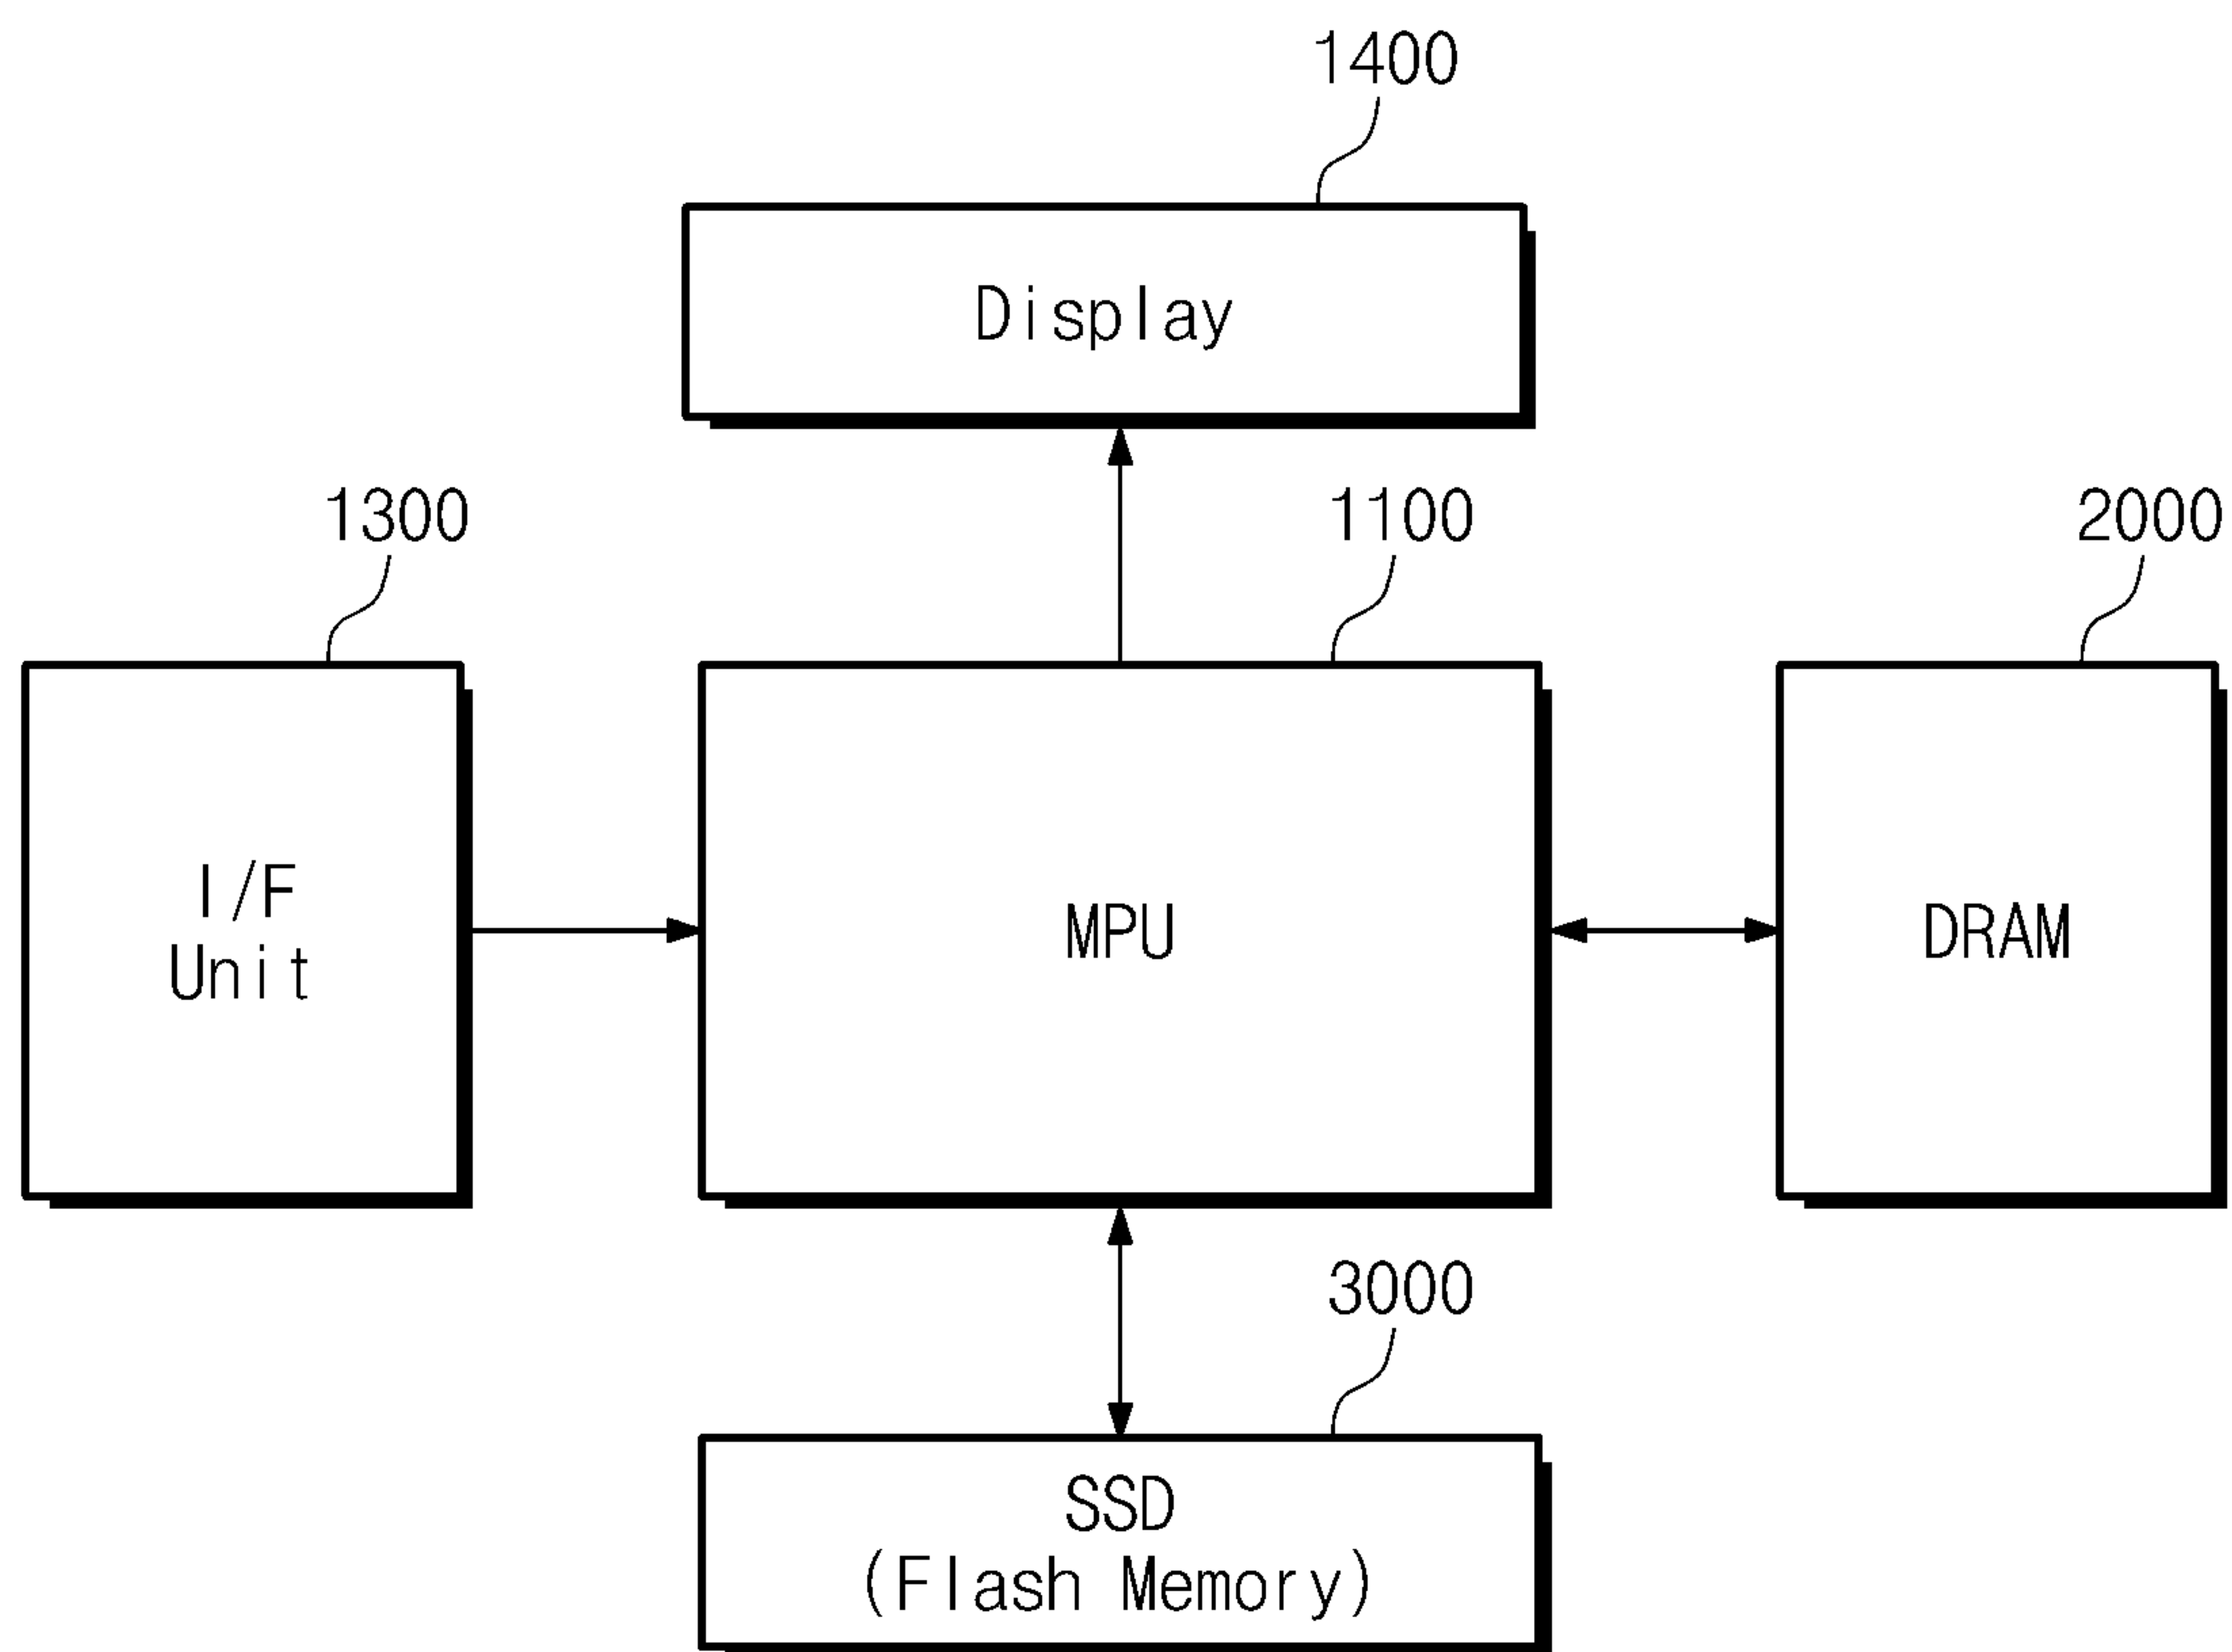 1400
Display
1300
1100
2000
I/F
Unit
MPU
DRAM
3000
SSD
(Flash Memory)